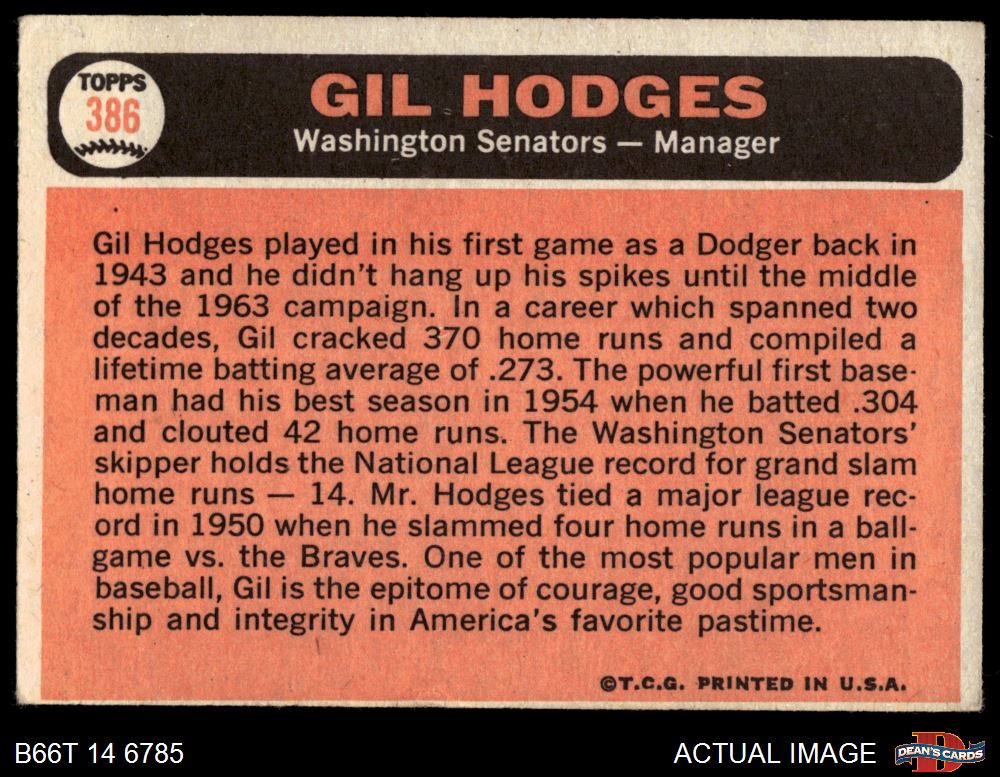 TOPPS
386
GIL HODGES
Washington Senators — Manager
Gil Hodges played in his first game as a Dodger back in
1943 and he didn't hang up his spikes until the middle
of the 1963 campaign. In a career which spanned two
decades, Gil cracked 370 home runs and compiled a
lifetime batting average of .273. The powerful first base-
man had his best season in 1954 when he batted .304
and clouted 42 home runs. The Washington Senators'
skipper holds the National League record for grand slam
home runs — 14. Mr. Hodges tied a major league rec-
ord in 1950 when he slammed four home runs in a ball-
game vs. the Braves. One of the most popular men in
baseball, Gil is the epitome of courage, good sportsman-
ship and integrity in America's favorite pastime.
©T.C.G. PRINTED IN U.S.A.
B66T 14 6785
ACTUAL IMAGE
D
DEAN'S CARDS